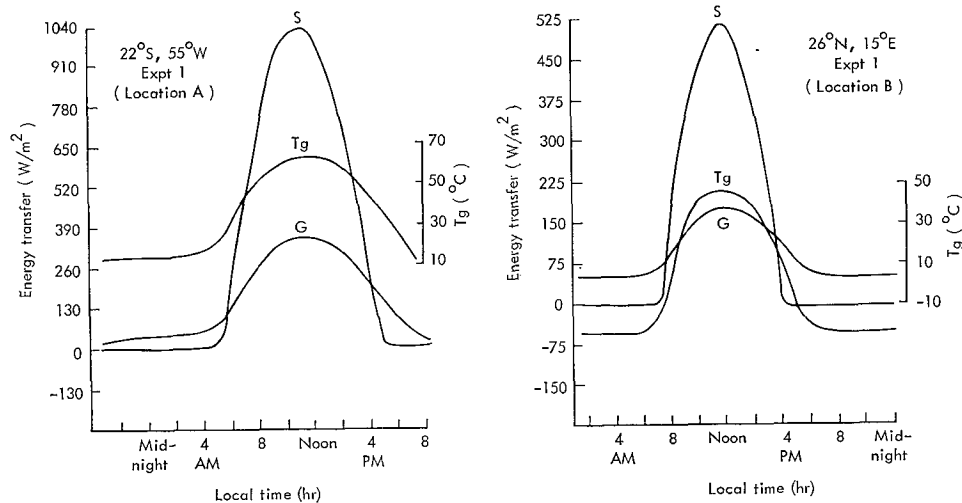 22°S, 55°W
Expt 1
( Location A )
Energy transfer ( W/m² )
1040
910
780
650
520
390
260
130
0
-130
S
Tg
G
70
50
30
10
Tg ( °C )
Mid-
night
4
AM
8
Noon
4
PM
8
Local time (hr)
26°N, 15°E
Expt 1
( Location B )
Energy transfer ( W/m² )
525
450
375
300
225
150
75
0
-75
-150
S
Tg
G
50
30
10
-10
Tg ( °C )
4
AM
8
Noon
4
PM
8
Mid-
night
Local time (hr)